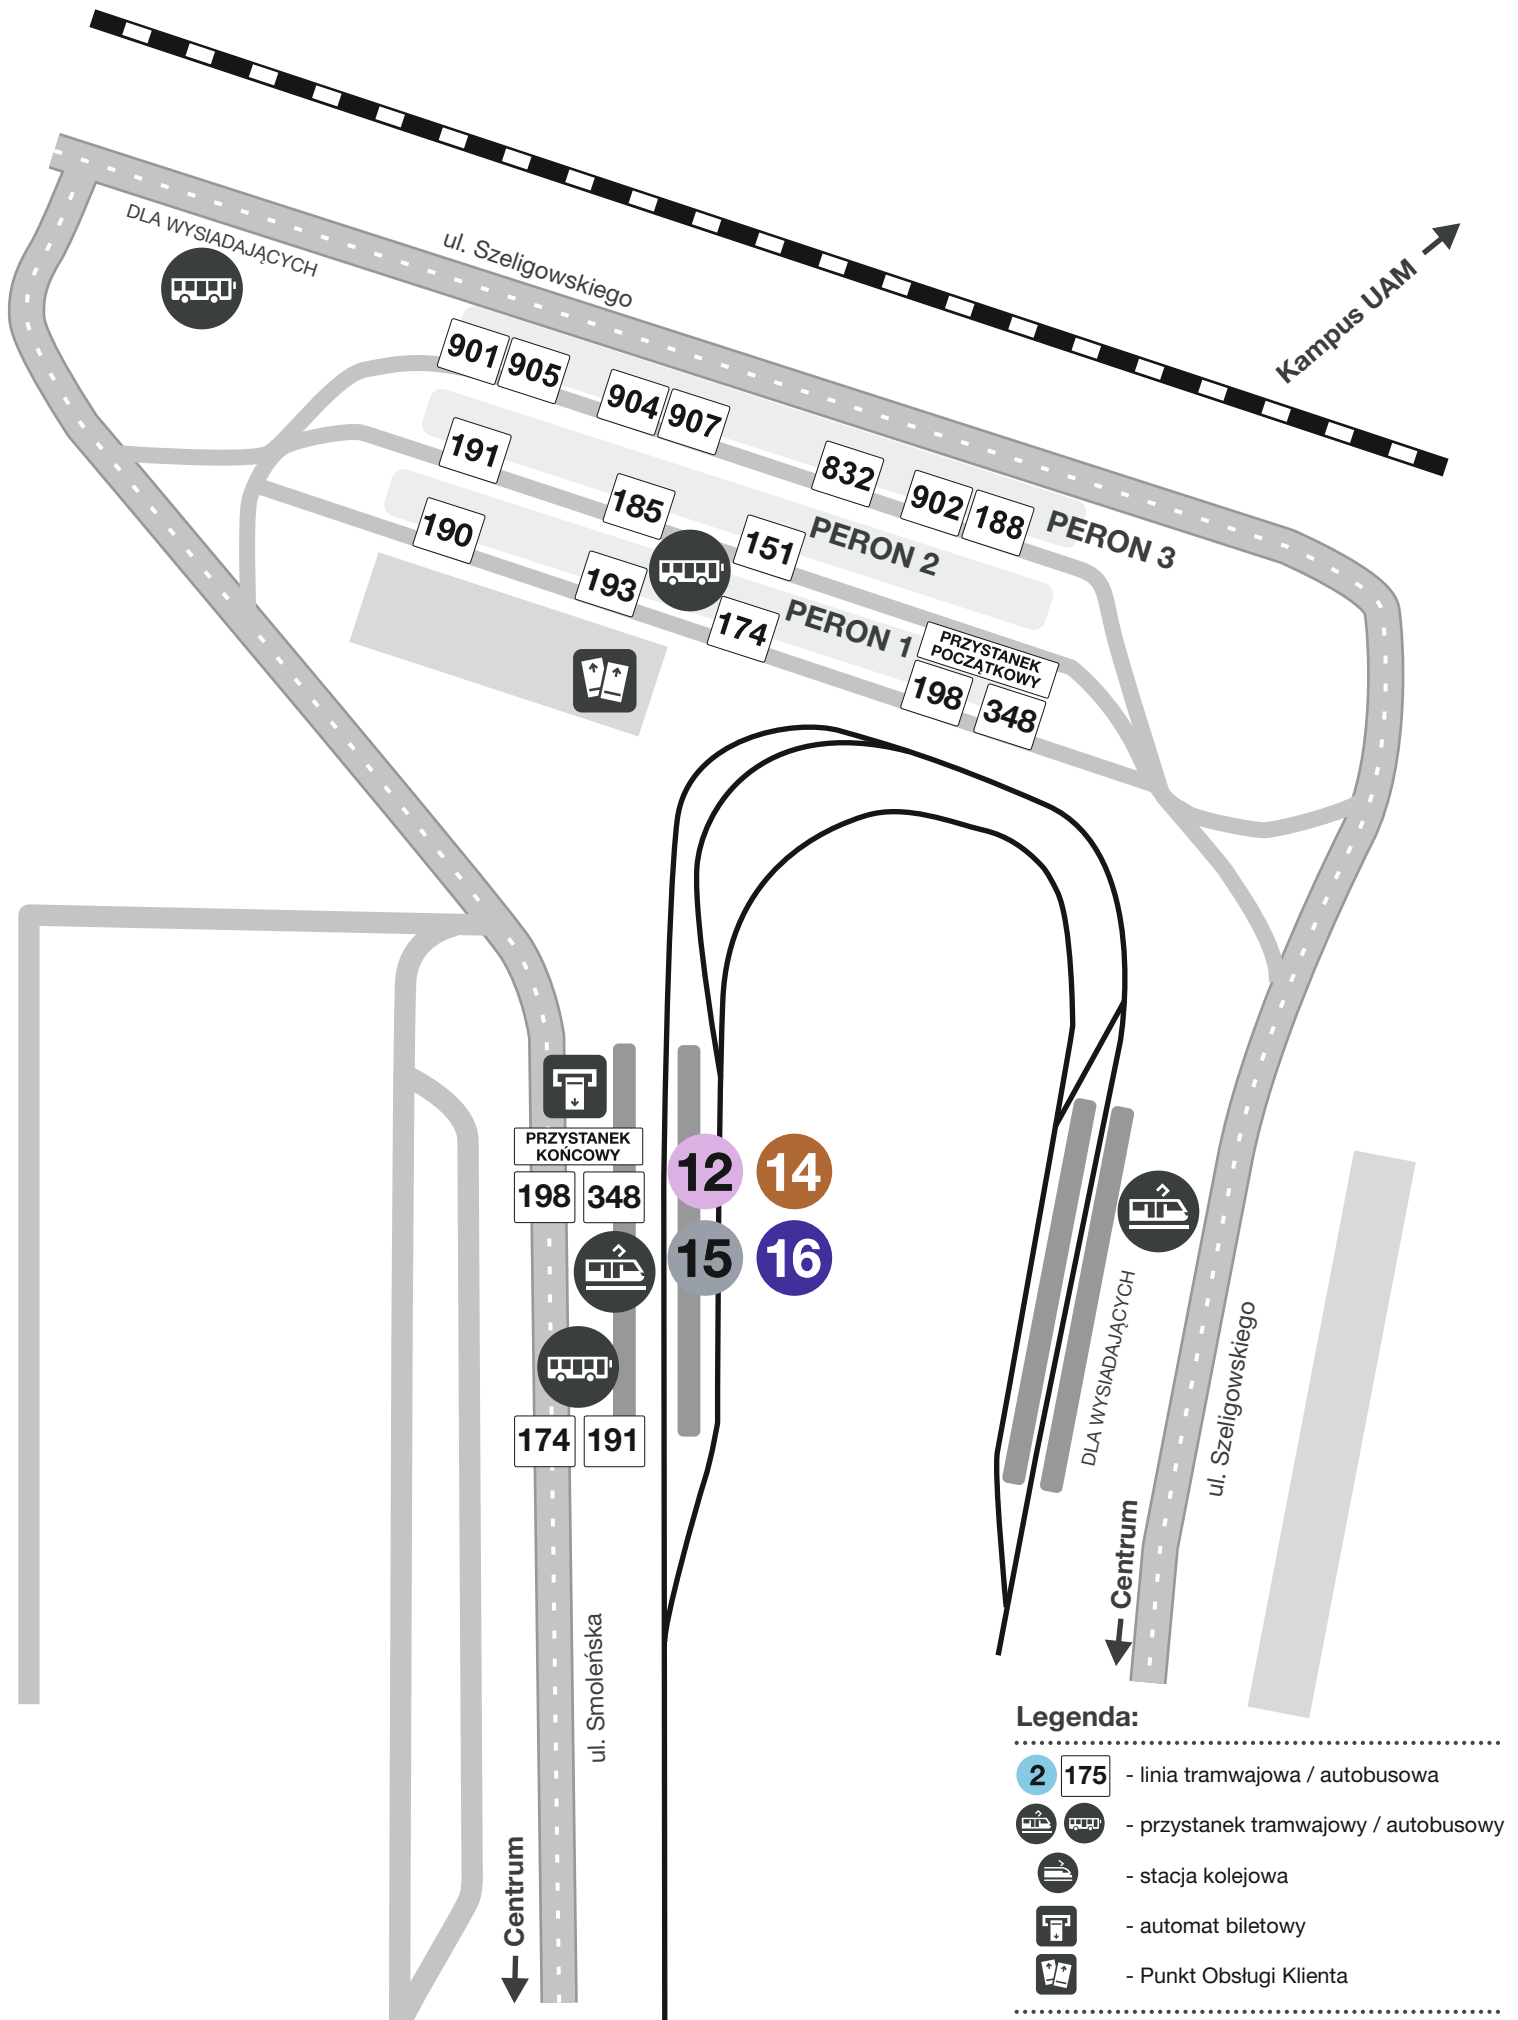 DLA WYSIADAJĄCYCH
ul. Szeligowskiego
Kampus UAM
901 905
904 907
832
902 188
PERON 3
191
185
151
PERON 2
190
193
174
PERON 1
PRZYSTANEK
POCZĄTKOWY
198 348
PRZYSTANEK
KOŃCOWY
198 348
12 14
15 16
174 191
DLA WYSIADAJĄCYCH
ul. Szeligowskiego
Centrum
ul. Smoleńska
Centrum
Legenda:
2 175 - linia tramwajowa / autobusowa
- przystanek tramwajowy / autobusowy
- stacja kolejowa
- automat biletowy
- Punkt Obsługi Klienta